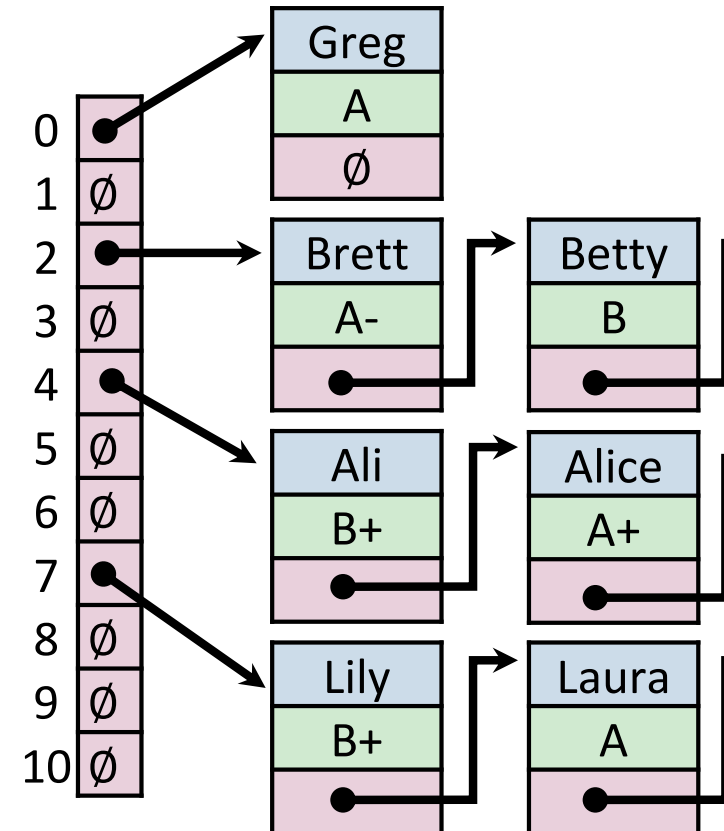 Greg
A
0 Ø
1 Ø
2 Brett Betty
3 Ø A- B
4
5 Ø Ali Alice
6 Ø B+ A+
7
8 Ø Lily Laura
9 Ø B+ A
10 Ø